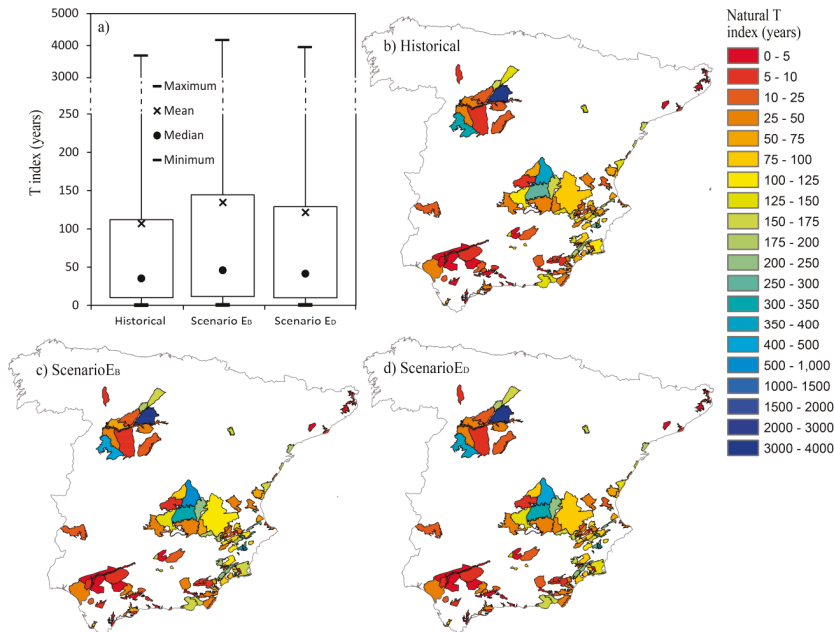 a)
5000
4000
3000
250
200
150
100
50
0
T index (years)
Maximum
Mean
Median
Minimum
Historical
Scenario EB
Scenario ED
b) Historical
c) ScenarioEB
d) ScenarioED
Natural T
index (years)
0 - 5
5 - 10
10 - 25
25 - 50
50 - 75
75 - 100
100 - 125
125 - 150
150 - 175
175 - 200
200 - 250
250 - 300
300 - 350
350 - 400
400 - 500
500 - 1,000
1000- 1500
1500 - 2000
2000 - 3000
3000 - 4000